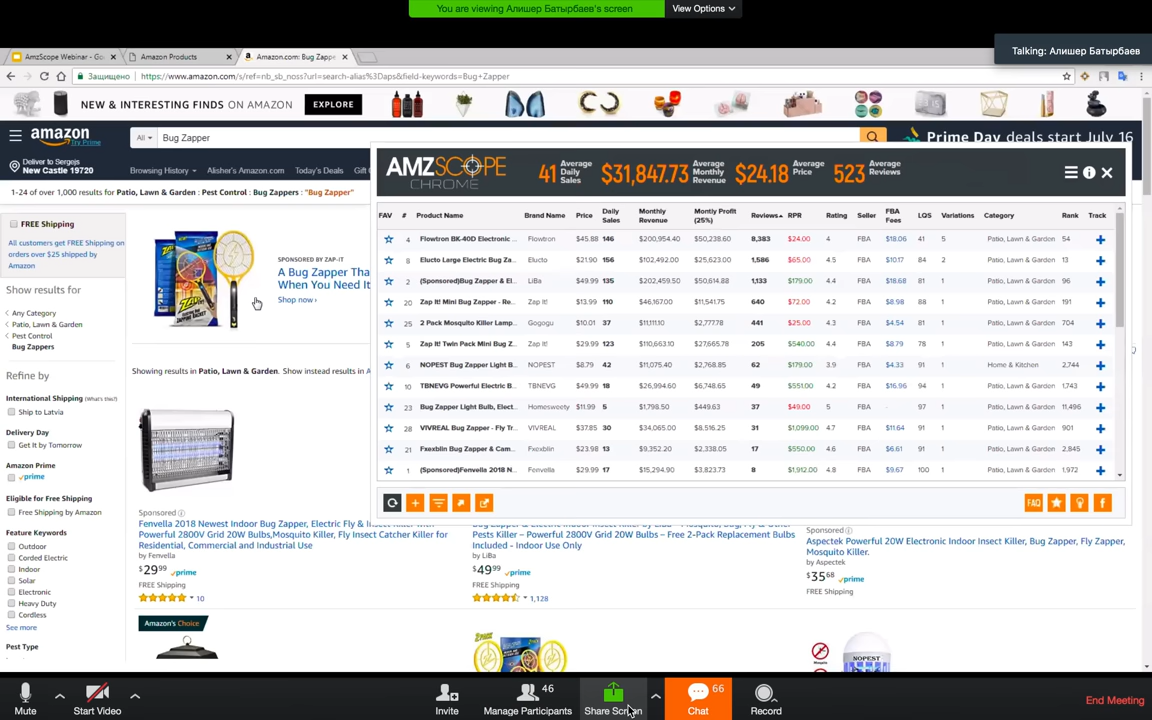 You are viewing Алишер Батырбаев's screen
View Options
AmzScope Webinar - Go
Amazon Products
Amazon.com: Bug Zapp
Talking: Алишер Батырбаев
Защищено
https://www.amazon.com/s/ref=nb_sb_noss?url=search-alias%3Daps&field-keywords=Bug+Zapper
NEW & INTERESTING FINDS ON AMAZON
EXPLORE
amazon
Try Prime
All
Bug Zapper
Prime Day deals start July 16
Deliver to Sergejs
New Castle 19720
Browsing History
Alisher's Amazon.com
Today's Deals
Gift
1-24 of over 1,000 results for Patio, Lawn & Garden : Pest Control : Bug Zappers : "Bug Zapper"
AMZSCOPE
CHROME
41 Average Daily Sales
$31,847.73 Average Monthly Revenue
$24.18 Average Price
523 Average Reviews
FAV # Product Name Brand Name Price Daily Sales Monthly Revenue Montly Profit (25%) Reviews RPR Rating Seller FBA Fees LQS Variations Category Rank Track
4 Flowtron BK-40D Electronic ... Flowtron $45.88 146 $200,954.40 $50,238.60 8,383 $24.00 4 FBA $18.06 41 5 Patio, Lawn & Garden 54
8 Elucto Large Electric Bug Za... Elucto $21.90 156 $102,492.00 $25,623.00 1,586 $65.00 4.5 FBA $10.17 84 2 Patio, Lawn & Garden 13
2 (Sponsored)Bug Zapper & El... LiBa $49.99 135 $202,459.50 $50,614.88 1,133 $179.00 4.4 FBA $18.68 81 1 Patio, Lawn & Garden 96
20 Zap It! Mini Bug Zapper - Re... Zap It! $13.99 110 $46,167.00 $11,541.75 640 $72.00 4.2 FBA $8.98 88 1 Patio, Lawn & Garden 191
25 2 Pack Mosquito Killer Lamp... Gogogu $10.01 37 $11,111.10 $2,777.78 441 $25.00 4.3 FBA $4.54 81 1 Patio, Lawn & Garden 704
5 Zap It! Twin Pack Mini Bug Z... Zap It! $29.99 123 $110,663.10 $27,665.78 205 $540.00 4.4 FBA $8.79 78 1 Patio, Lawn & Garden 143
6 NOPEST Bug Zapper Light B... NOPEST $8.79 42 $11,075.40 $2,768.85 62 $179.00 3.9 FBA $4.33 91 1 Home & Kitchen 2,744
10 TBNEVG Powerful Electric B... TBNEVG $49.99 18 $26,994.60 $6,748.65 49 $551.00 4.2 FBA $16.96 94 1 Patio, Lawn & Garden 1,743
23 Bug Zapper Light Bulb, Elect... Homesweety $11.99 5 $1,798.50 $449.63 37 $49.00 5 FBA - 97 1 Patio, Lawn & Garden 11,496
28 VIVREAL Bug Zapper - Fly Tr... VIVREAL $37.85 30 $34,065.00 $8,516.25 31 $1,099.00 4.7 FBA $11.64 91 1 Patio, Lawn & Garden 901
21 Fxexblin Bug Zapper & Cam... Fxexblin $23.98 13 $9,352.20 $2,338.05 17 $550.00 4.2 FBA $6.61 91 1 Patio, Lawn & Garden 2,845
1 (Sponsored)Fenvella 2018 N... Fenvella $29.99 17 $15,294.90 $3,823.73 8 $1,912.00 4.8 FBA $9.67 100 1 Patio, Lawn & Garden 1,972
FAQ
FREE Shipping
All customers get FREE Shipping on
orders over $25 shipped by
Amazon
Show results for
Any Category
Patio, Lawn & Garden
Pest Control
Bug Zappers
Refine by
International Shipping (What's this?)
Ship to Latvia
Delivery Day
Get It by Tomorrow
Amazon Prime
prime
Eligible for Free Shipping
Free Shipping by Amazon
Feature Keywords
Outdoor
Corded Electric
Indoor
Solar
Electronic
Heavy Duty
Cordless
See more
Pest Type
SPONSORED BY ZAP-IT
A Bug Zapper Tha
When You Need It
Shop now
Showing results in Patio, Lawn & Garden. Show instead results in A
Sponsored
Fenvella 2018 Newest Indoor Bug Zapper, Electric Fly & Insect Killer with
Powerful 2800V Grid 20W Bulbs,Mosquito Killer, Fly Insect Catcher Killer for
Residential, Commercial and Industrial Use
by Fenvella
$29.99 prime
FREE Shipping
10
Bug Zapper & Electric Indoor Insect Killer by Liba - Mosquito, Bug, Fly & Other
Pests Killer – Powerful 2800V Grid 20W Bulbs – Free 2-Pack Replacement Bulbs
Included - Indoor Use Only
by LiBa
$49.99 prime
FREE Shipping
1,128
Sponsored
Aspectek Powerful 20W Electronic Indoor Insect Killer, Bug Zapper, Fly Zapper,
Mosquito Killer.
by Aspectek
$35.68 prime
FREE Shipping
Amazon's Choice
NOPEST
Mute
Start Video
Invite
46
Manage Participants
Share Screen
66
Chat
Record
End Meeting